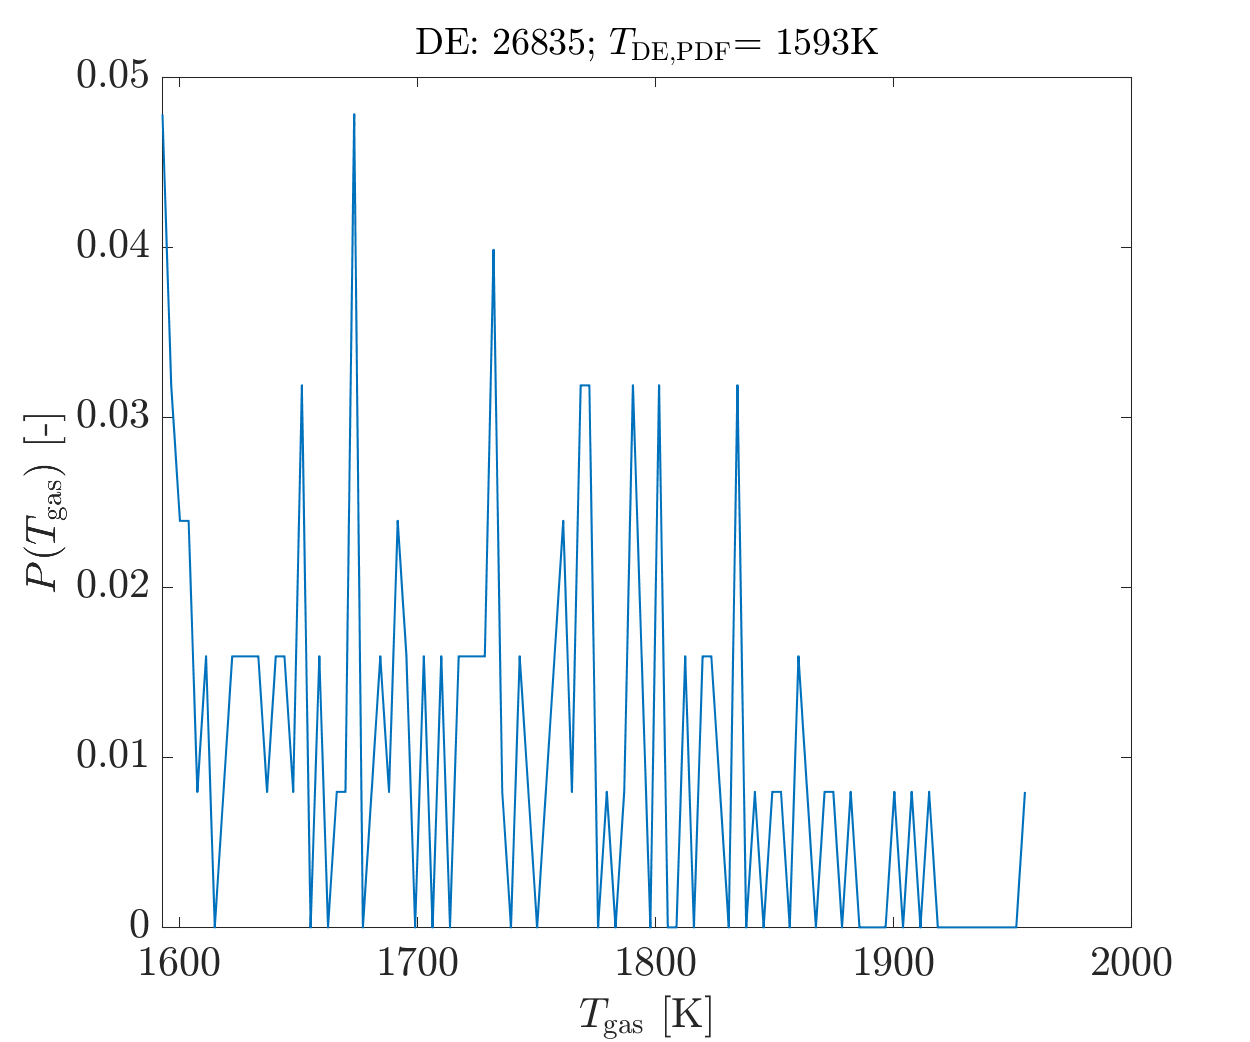 DE: 26835; T_DE,PDF= 1593K
0.05
0.04
0.03
0.02
0.01
0
P(T_gas) [-]
1600 1700 1800 1900 2000
T_gas [K]